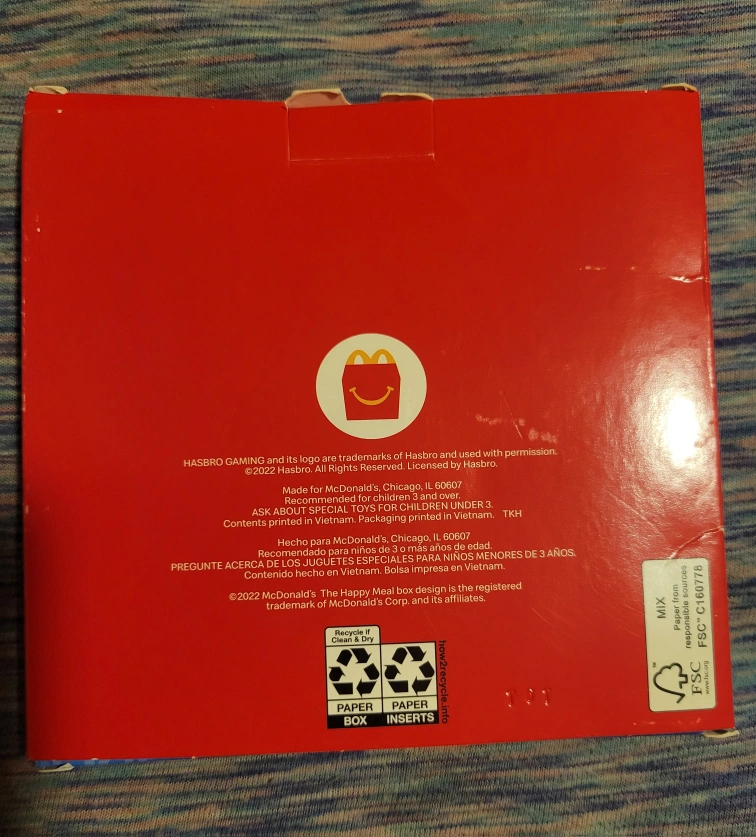 HASBRO GAMING and its logo are trademarks of Hasbro and used with permission.
©2022 Hasbro. All Rights Reserved. Licensed by Hasbro.
Made for McDonald's, Chicago, IL 60607
Recommended for children 3 and over.
ASK ABOUT SPECIAL TOYS FOR CHILDREN UNDER 3.
Contents printed in Vietnam. Packaging printed in Vietnam. TKH
Hecho para McDonald's, Chicago, IL 60607
Recomendado para niños de 3 o más años de edad.
PREGUNTE ACERCA DE LOS JUGUETES ESPECIALES PARA NIÑOS MENORES DE 3 AÑOS.
Contenido hecho en Vietnam. Bolsa impresa en Vietnam.
©2022 McDonald's The Happy Meal box design is the registered
trademark of McDonald's Corp. and its affiliates.
Recycle if
Clean & Dry
PAPER
BOX
PAPER
INSERTS
how2recycle.info
™
FSC
www.fsc.org
MIX
Paper from
responsible sources
FSC™ C160778